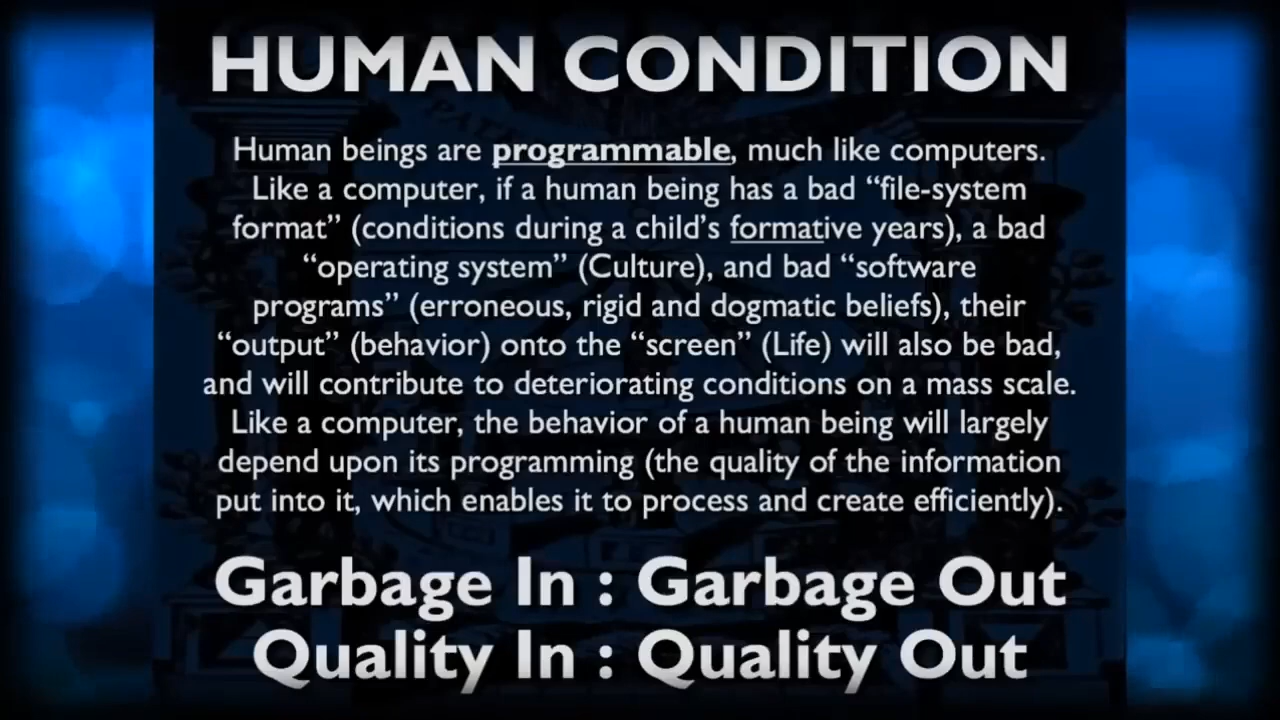 HUMAN CONDITION
Human beings are programmable, much like computers.
Like a computer, if a human being has a bad “file-system
format” (conditions during a child’s formative years), a bad
“operating system” (Culture), and bad “software
programs” (erroneous, rigid and dogmatic beliefs), their
“output” (behavior) onto the “screen” (Life) will also be bad,
and will contribute to deteriorating conditions on a mass scale.
Like a computer, the behavior of a human being will largely
depend upon its programming (the quality of the information
put into it, which enables it to process and create efficiently).
Garbage In : Garbage Out
Quality In : Quality Out